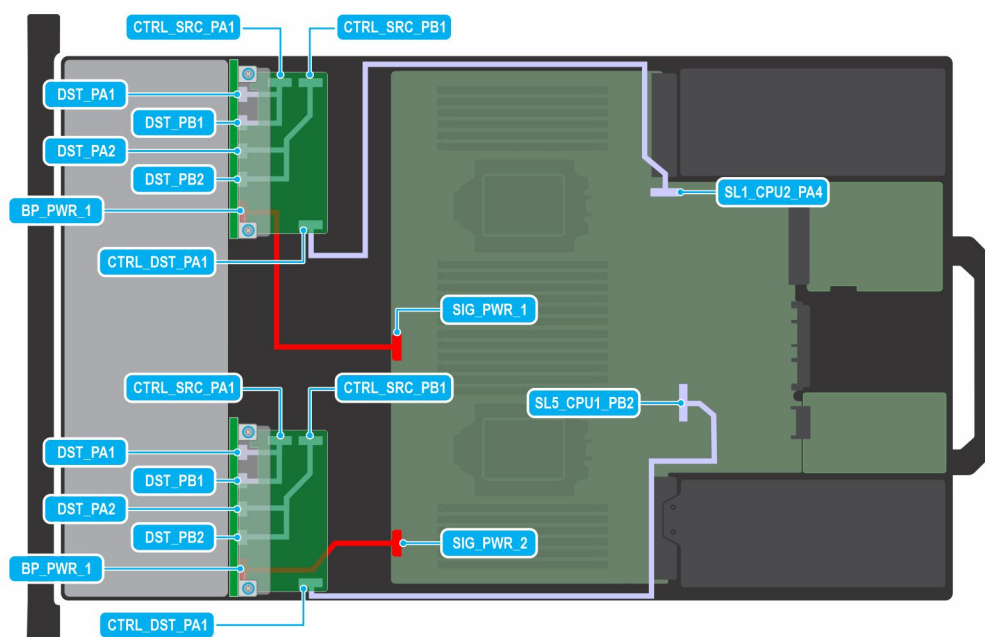 CTRL_SRC_PA1
CTRL_SRC_PB1
DST_PA1
DST_PB1
DST_PA2
DST_PB2
SL1_CPU2_PA4
BP_PWR_1
CTRL_DST_PA1
SIG_PWR_1
CTRL_SRC_PA1
CTRL_SRC_PB1
SL5_CPU1_PB2
DST_PA1
DST_PB1
DST_PA2
DST_PB2
SIG_PWR_2
BP_PWR_1
CTRL_DST_PA1